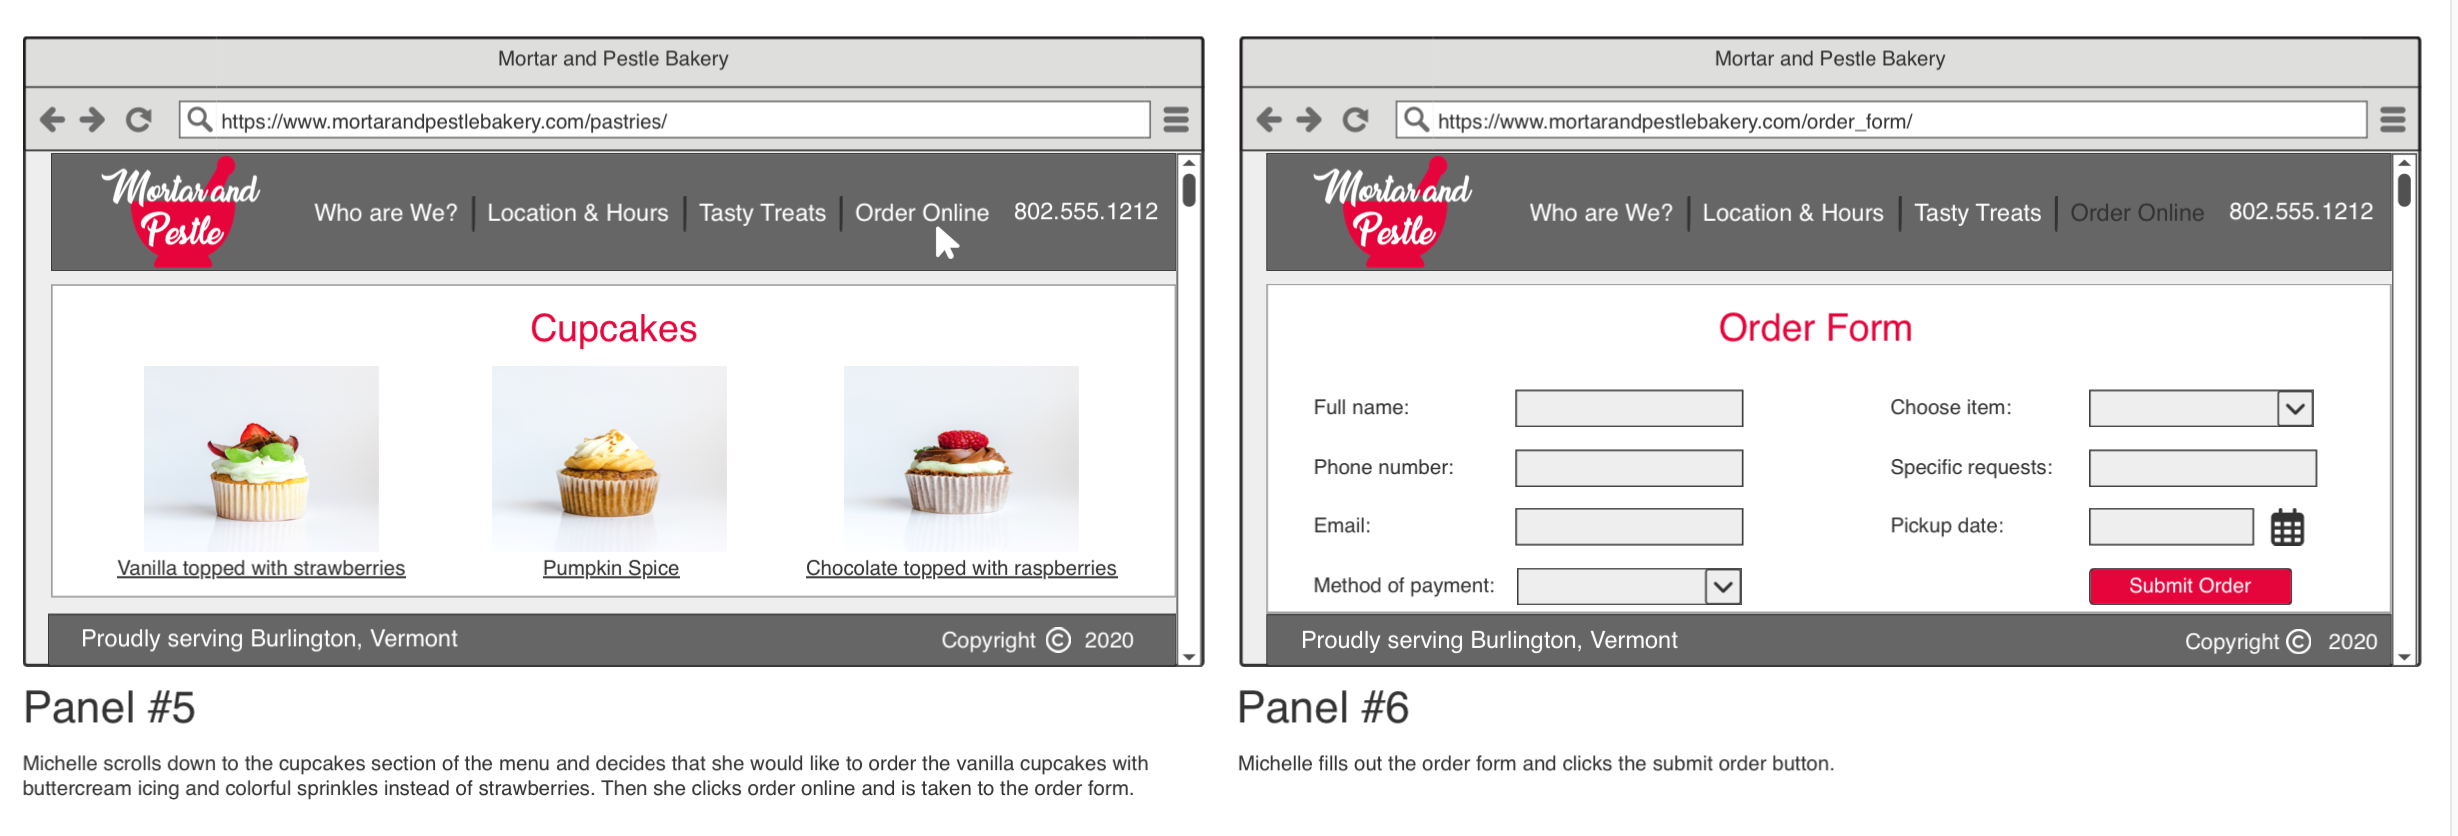 Mortar and Pestle Bakery
https://www.mortarandpestlebakery.com/pastries/
Mortar and
Pestle
Who are We? Location & Hours Tasty Treats Order Online 802.555.1212
Cupcakes
Vanilla topped with strawberries
Pumpkin Spice
Chocolate topped with raspberries
Proudly serving Burlington, Vermont
Copyright © 2020
Panel #5
Michelle scrolls down to the cupcakes section of the menu and decides that she would like to order the vanilla cupcakes with
buttercream icing and colorful sprinkles instead of strawberries. Then she clicks order online and is taken to the order form.
Mortar and Pestle Bakery
https://www.mortarandpestlebakery.com/order_form/
Mortar and
Pestle
Who are We? Location & Hours Tasty Treats Order Online 802.555.1212
Order Form
Full name:
Phone number:
Email:
Method of payment:
Choose item:
Specific requests:
Pickup date:
Submit Order
Proudly serving Burlington, Vermont
Copyright © 2020
Panel #6
Michelle fills out the order form and clicks the submit order button.